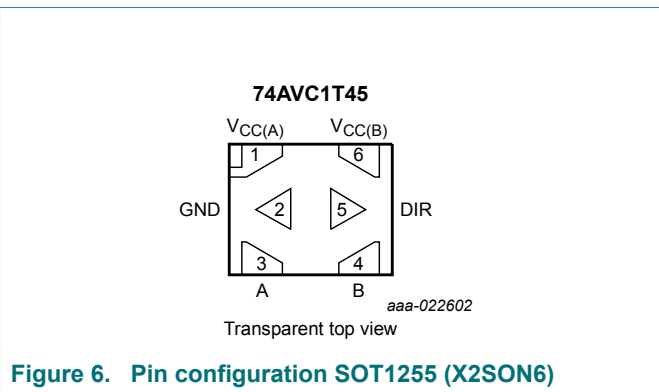 74AVC1T45
VCC(A) VCC(B)
1 6
GND 2 5 DIR
3 4
A B
aaa-022602
Transparent top view
Figure 6. Pin configuration SOT1255 (X2SON6)